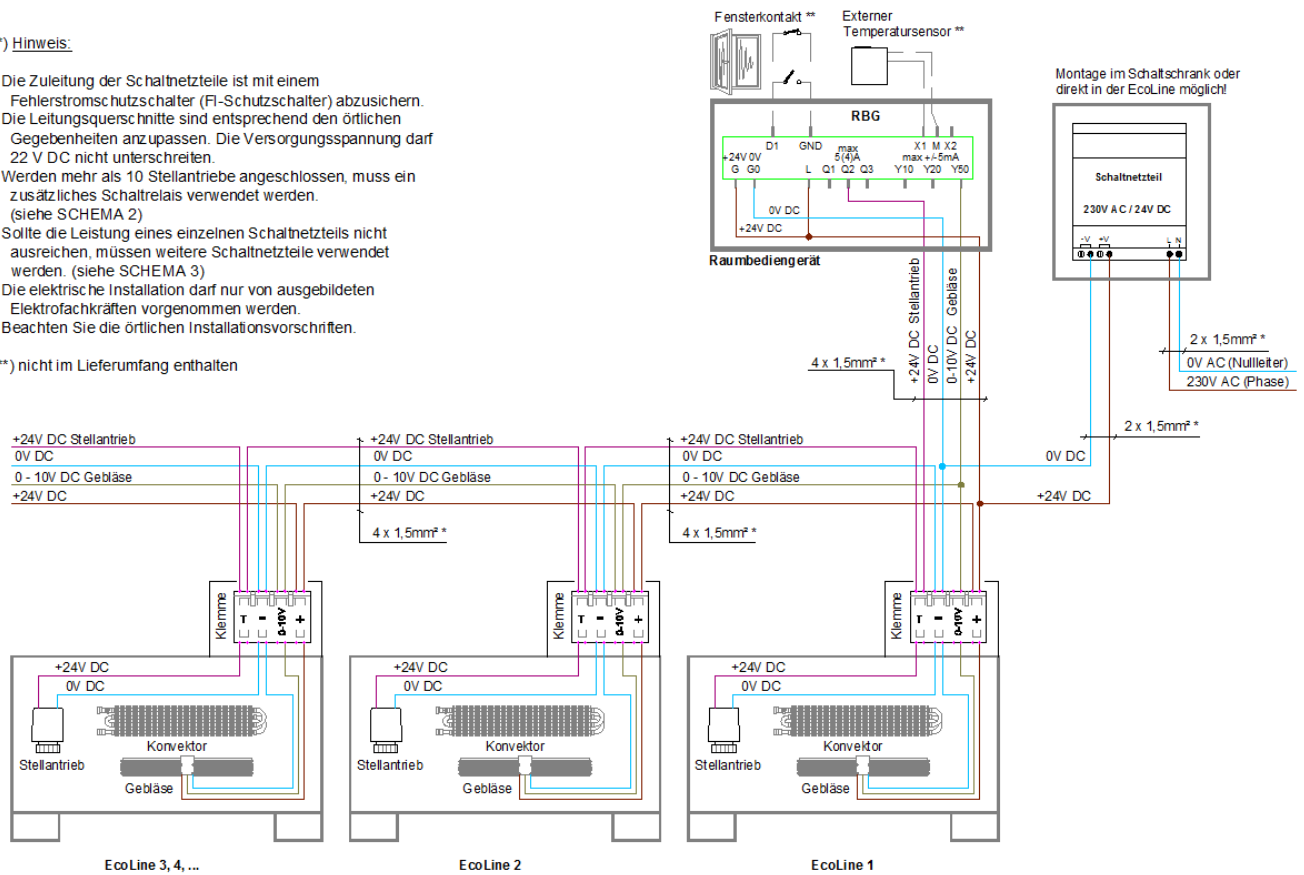 *) Hinweis:
Die Zuleitung der Schaltnetzteile ist mit einem
Fehlerstromschutzschalter (FI-Schutzschalter) abzusichern.
Die Leitungsquerschnitte sind entsprechend den örtlichen
Gegebenheiten anzupassen. Die Versorgungsspannung darf
22 V DC nicht unterschreiten.
Werden mehr als 10 Stellantriebe angeschlossen, muss ein
zusätzliches Schaltrelais verwendet werden.
(siehe SCHEMA 2)
Sollte die Leistung eines einzelnen Schaltnetzteils nicht
ausreichen, müssen weitere Schaltnetzteile verwendet
werden. (siehe SCHEMA 3)
Die elektrische Installation darf nur von ausgebildeten
Elektrofachkräften vorgenommen werden.
Beachten Sie die örtlichen Installationsvorschriften.
**) nicht im Lieferumfang enthalten
Fensterkontakt **
Externer
Temperatursensor **
RBG
D1 GND max X1 M X2
+24V 0V 5(4)A max +/-5mA
G G0 L Q1 Q2 Q3 Y10 Y20 Y50
0V DC
+24V DC
Raumbediengerät
Montage im Schaltschrank oder
direkt in der EcoLine möglich!
Schaltnetzteil
230V AC / 24V DC
-V +V L N
2 x 1,5mm² *
0V AC (Nullleiter)
230V AC (Phase)
2 x 1,5mm² *
4 x 1,5mm² *
+24V DC Stellantrieb
0V DC
0-10V DC Gebläse
+24V DC
0V DC
+24V DC
+24V DC Stellantrieb
0V DC
0 - 10V DC Gebläse
+24V DC
+24V DC Stellantrieb
0V DC
0 - 10V DC Gebläse
+24V DC
4 x 1,5mm² *
+24V DC Stellantrieb
0V DC
0 - 10V DC Gebläse
+24V DC
4 x 1,5mm² *
Klemme
T - 0-10V +
+24V DC
0V DC
Konvektor
Stellantrieb
Gebläse
EcoLine 3, 4, ...
Klemme
T - 0-10V +
+24V DC
0V DC
Konvektor
Stellantrieb
Gebläse
EcoLine 2
Klemme
T - 0-10V +
+24V DC
0V DC
Konvektor
Stellantrieb
Gebläse
EcoLine 1